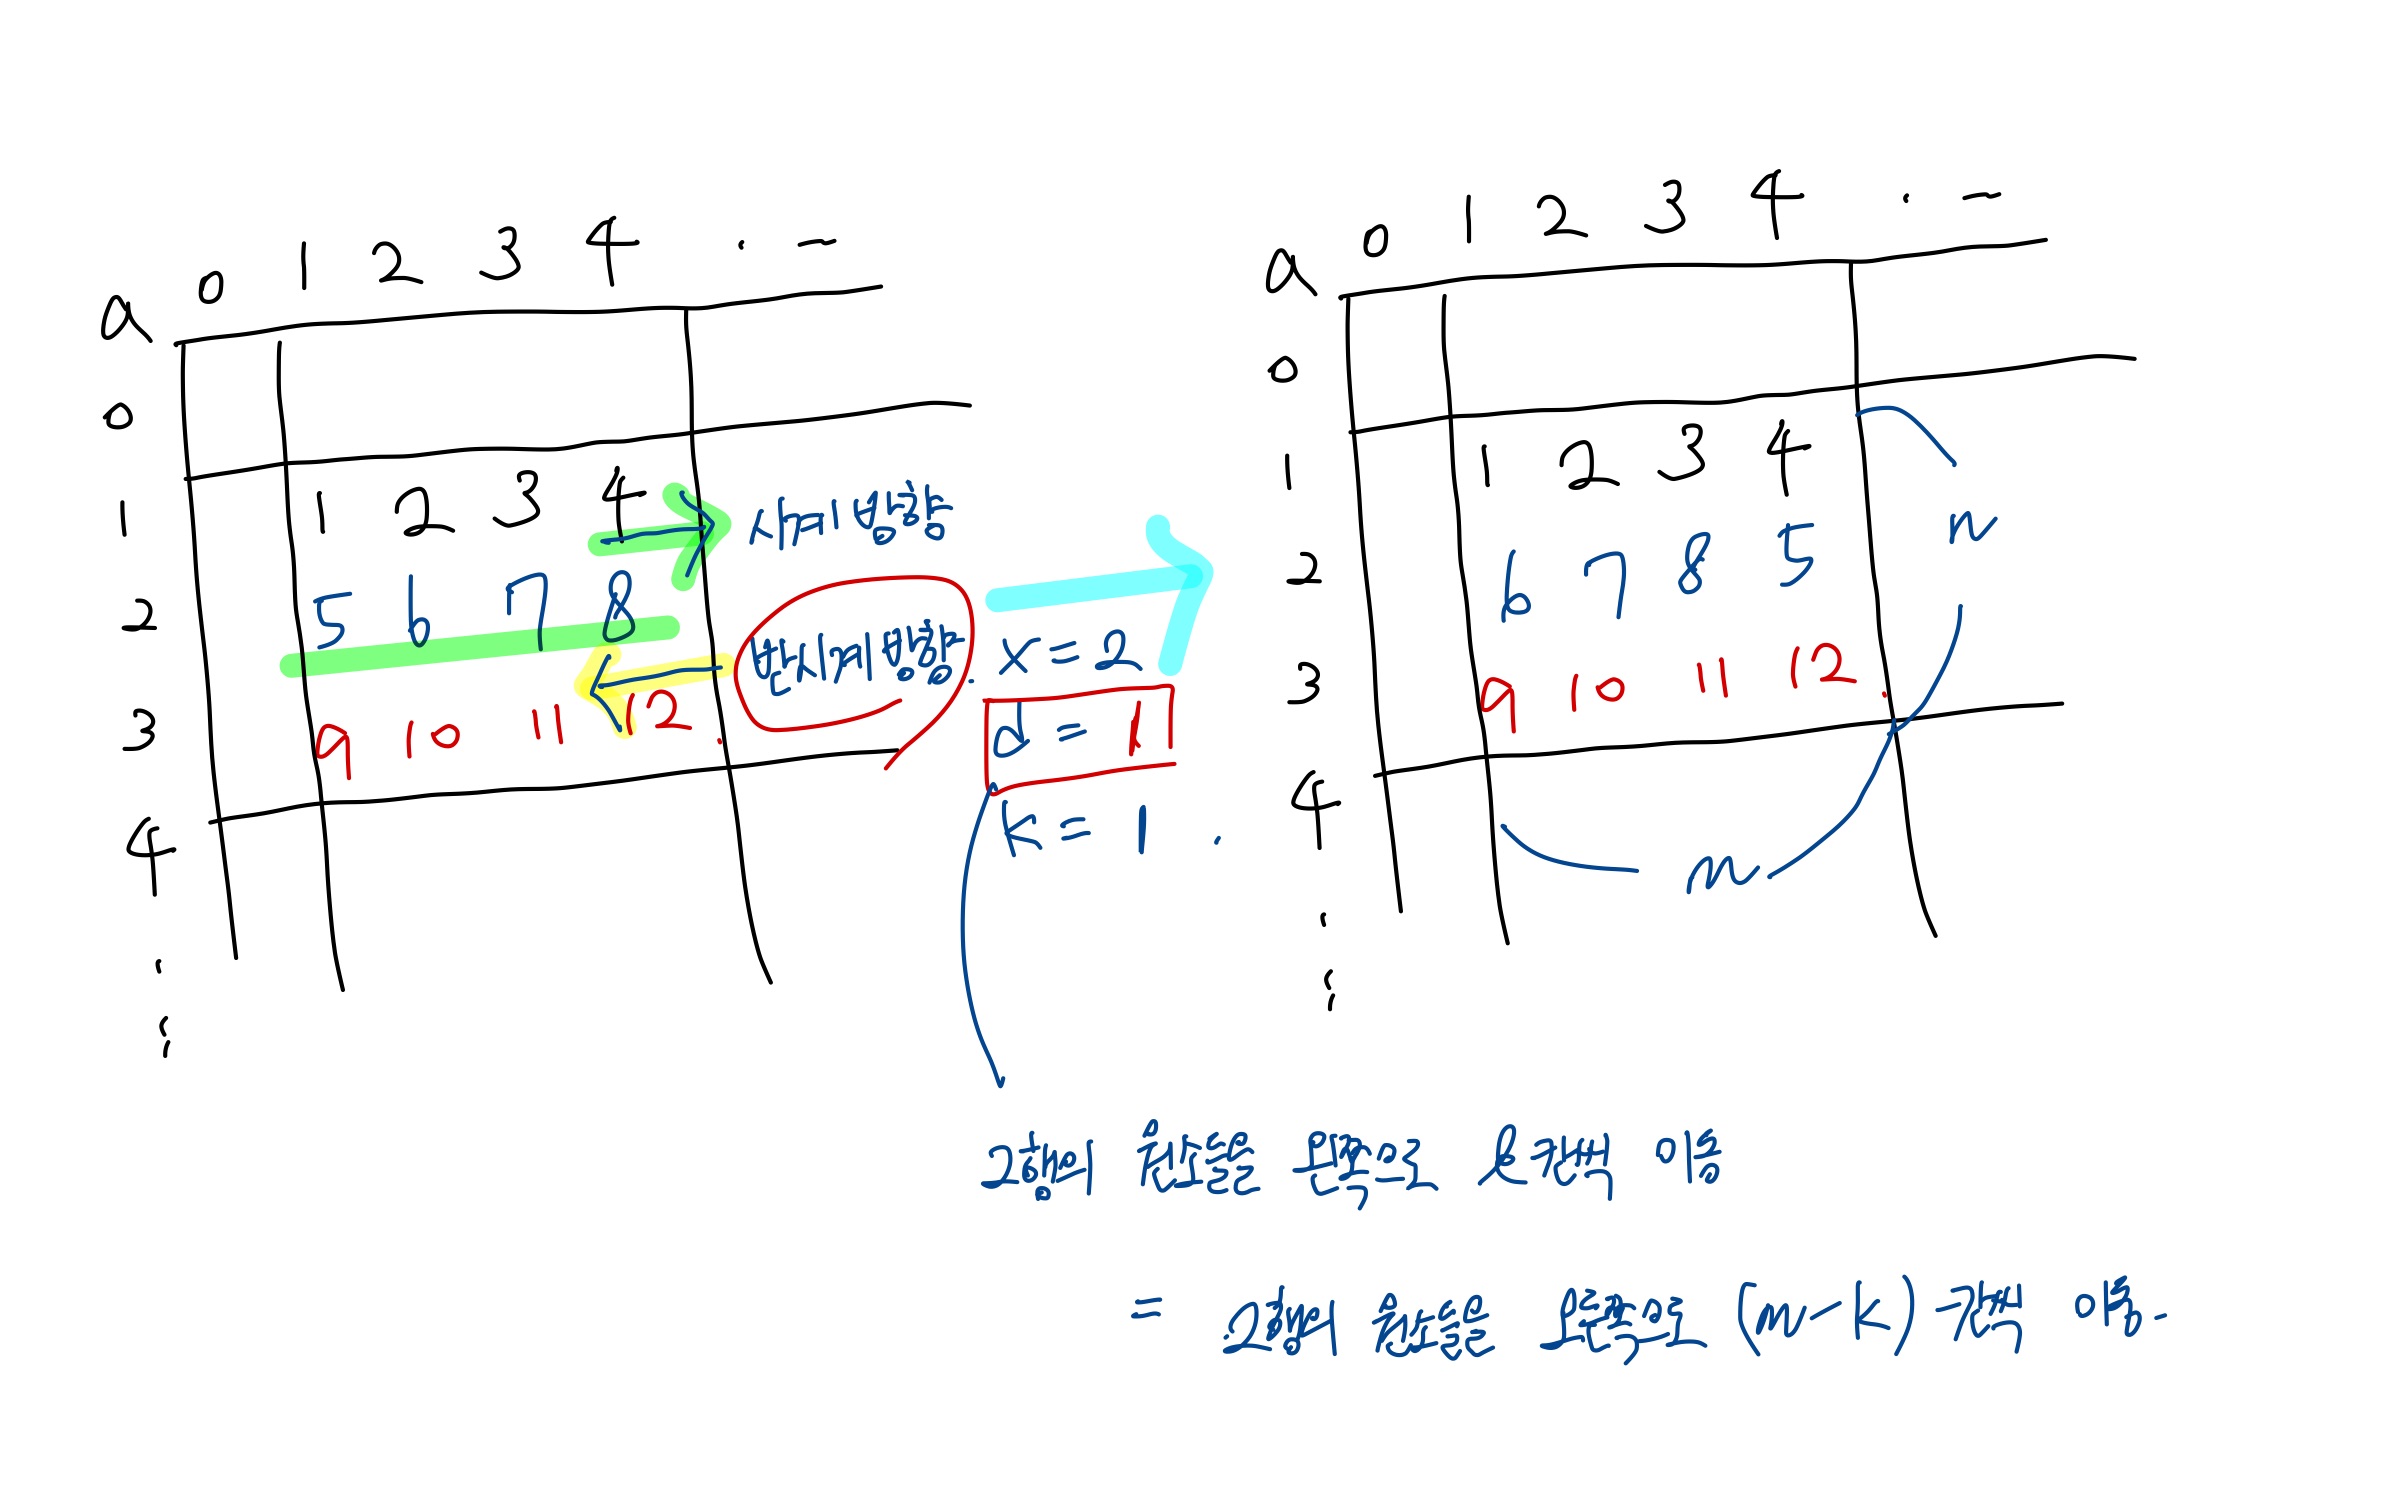 a 0 1 2 3 4 . -
0
1 1 2 3 4 시계 방향
2 5 6 7 8 반시계 방향. x = 2
3 9 10 11 12. d = 1
4 k = 1 .
a 0 1 2 3 4 . -
0
1 1 2 3 4
n
2 6 7 8 5
3 9 10 11 12.
4
m
2행의 원소들을 왼쪽으로 k칸씩 이동
= 2행의 원소들을 오른쪽으로 (m-k)칸씩 이동.